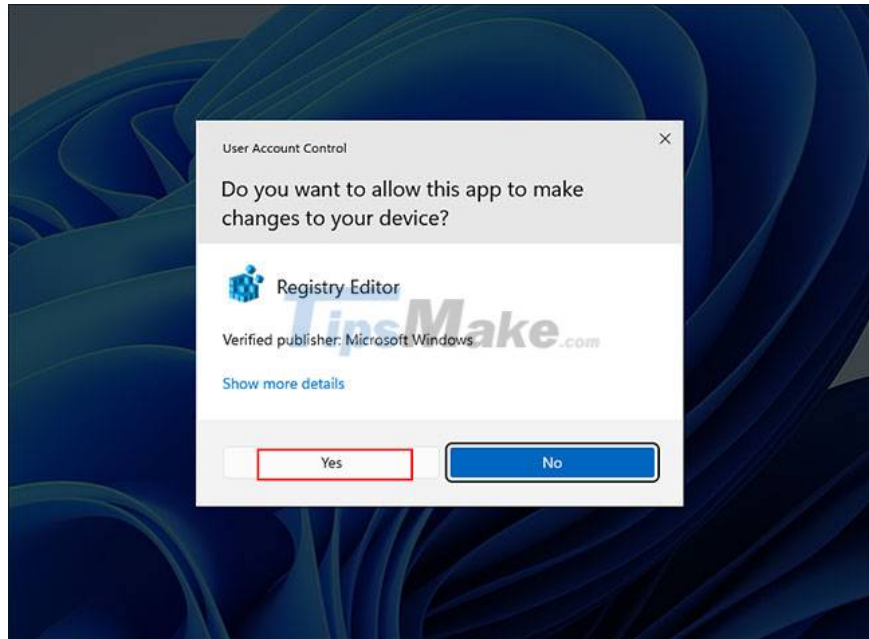 User Account Control
Do you want to allow this app to make
changes to your device?
Registry Editor
TipsMake.com
Verified publisher: Microsoft Windows
Show more details
Yes
No